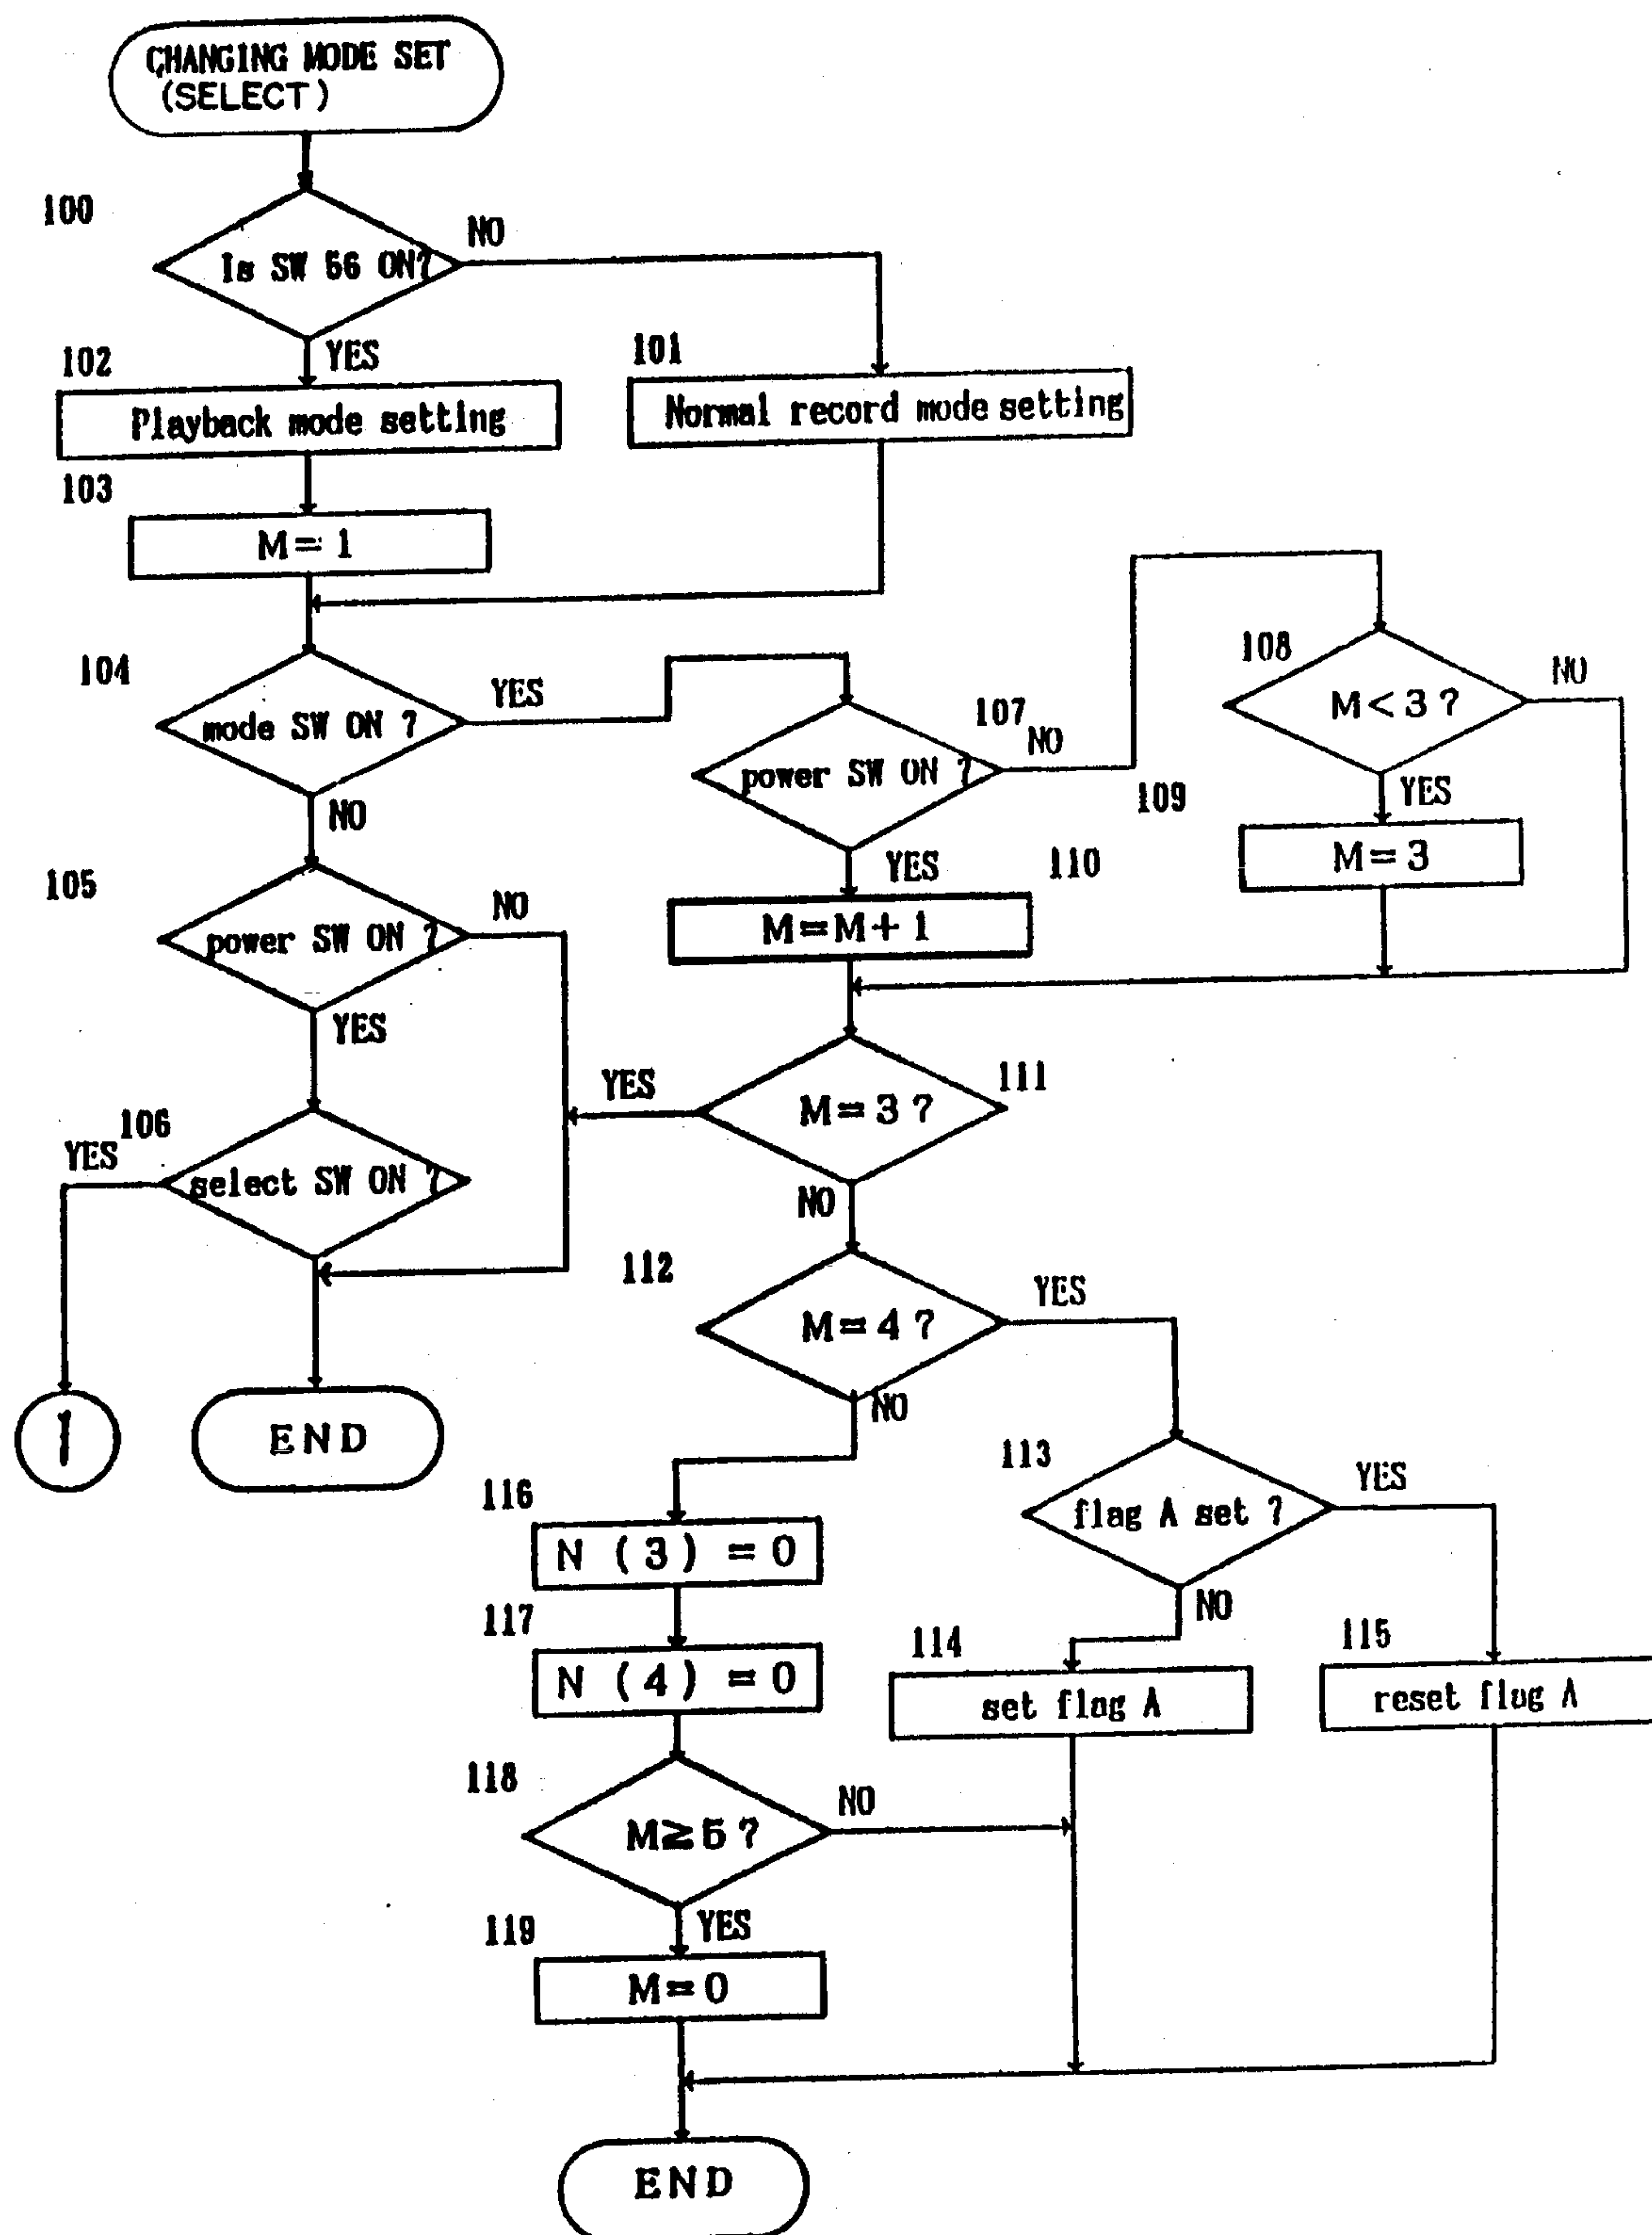 CHANGING MODE SET
(SELECT)
100
Is SW 56 ON?
NO
YES
102
Playback mode setting
101
Normal record mode setting
103
M=1
104
mode SW ON ?
YES
NO
107
power SW ON ?
NO
YES
108
M<3?
NO
YES
109
M=3
110
M=M+1
105
power SW ON ?
NO
YES
106
select SW ON ?
YES
1
END
111
M=3?
YES
NO
112
M=4?
YES
NO
113
flag A set ?
YES
NO
114
set flag A
115
reset flag A
116
N (3) = 0
117
N (4) = 0
118
M≥5?
NO
YES
119
M=0
END